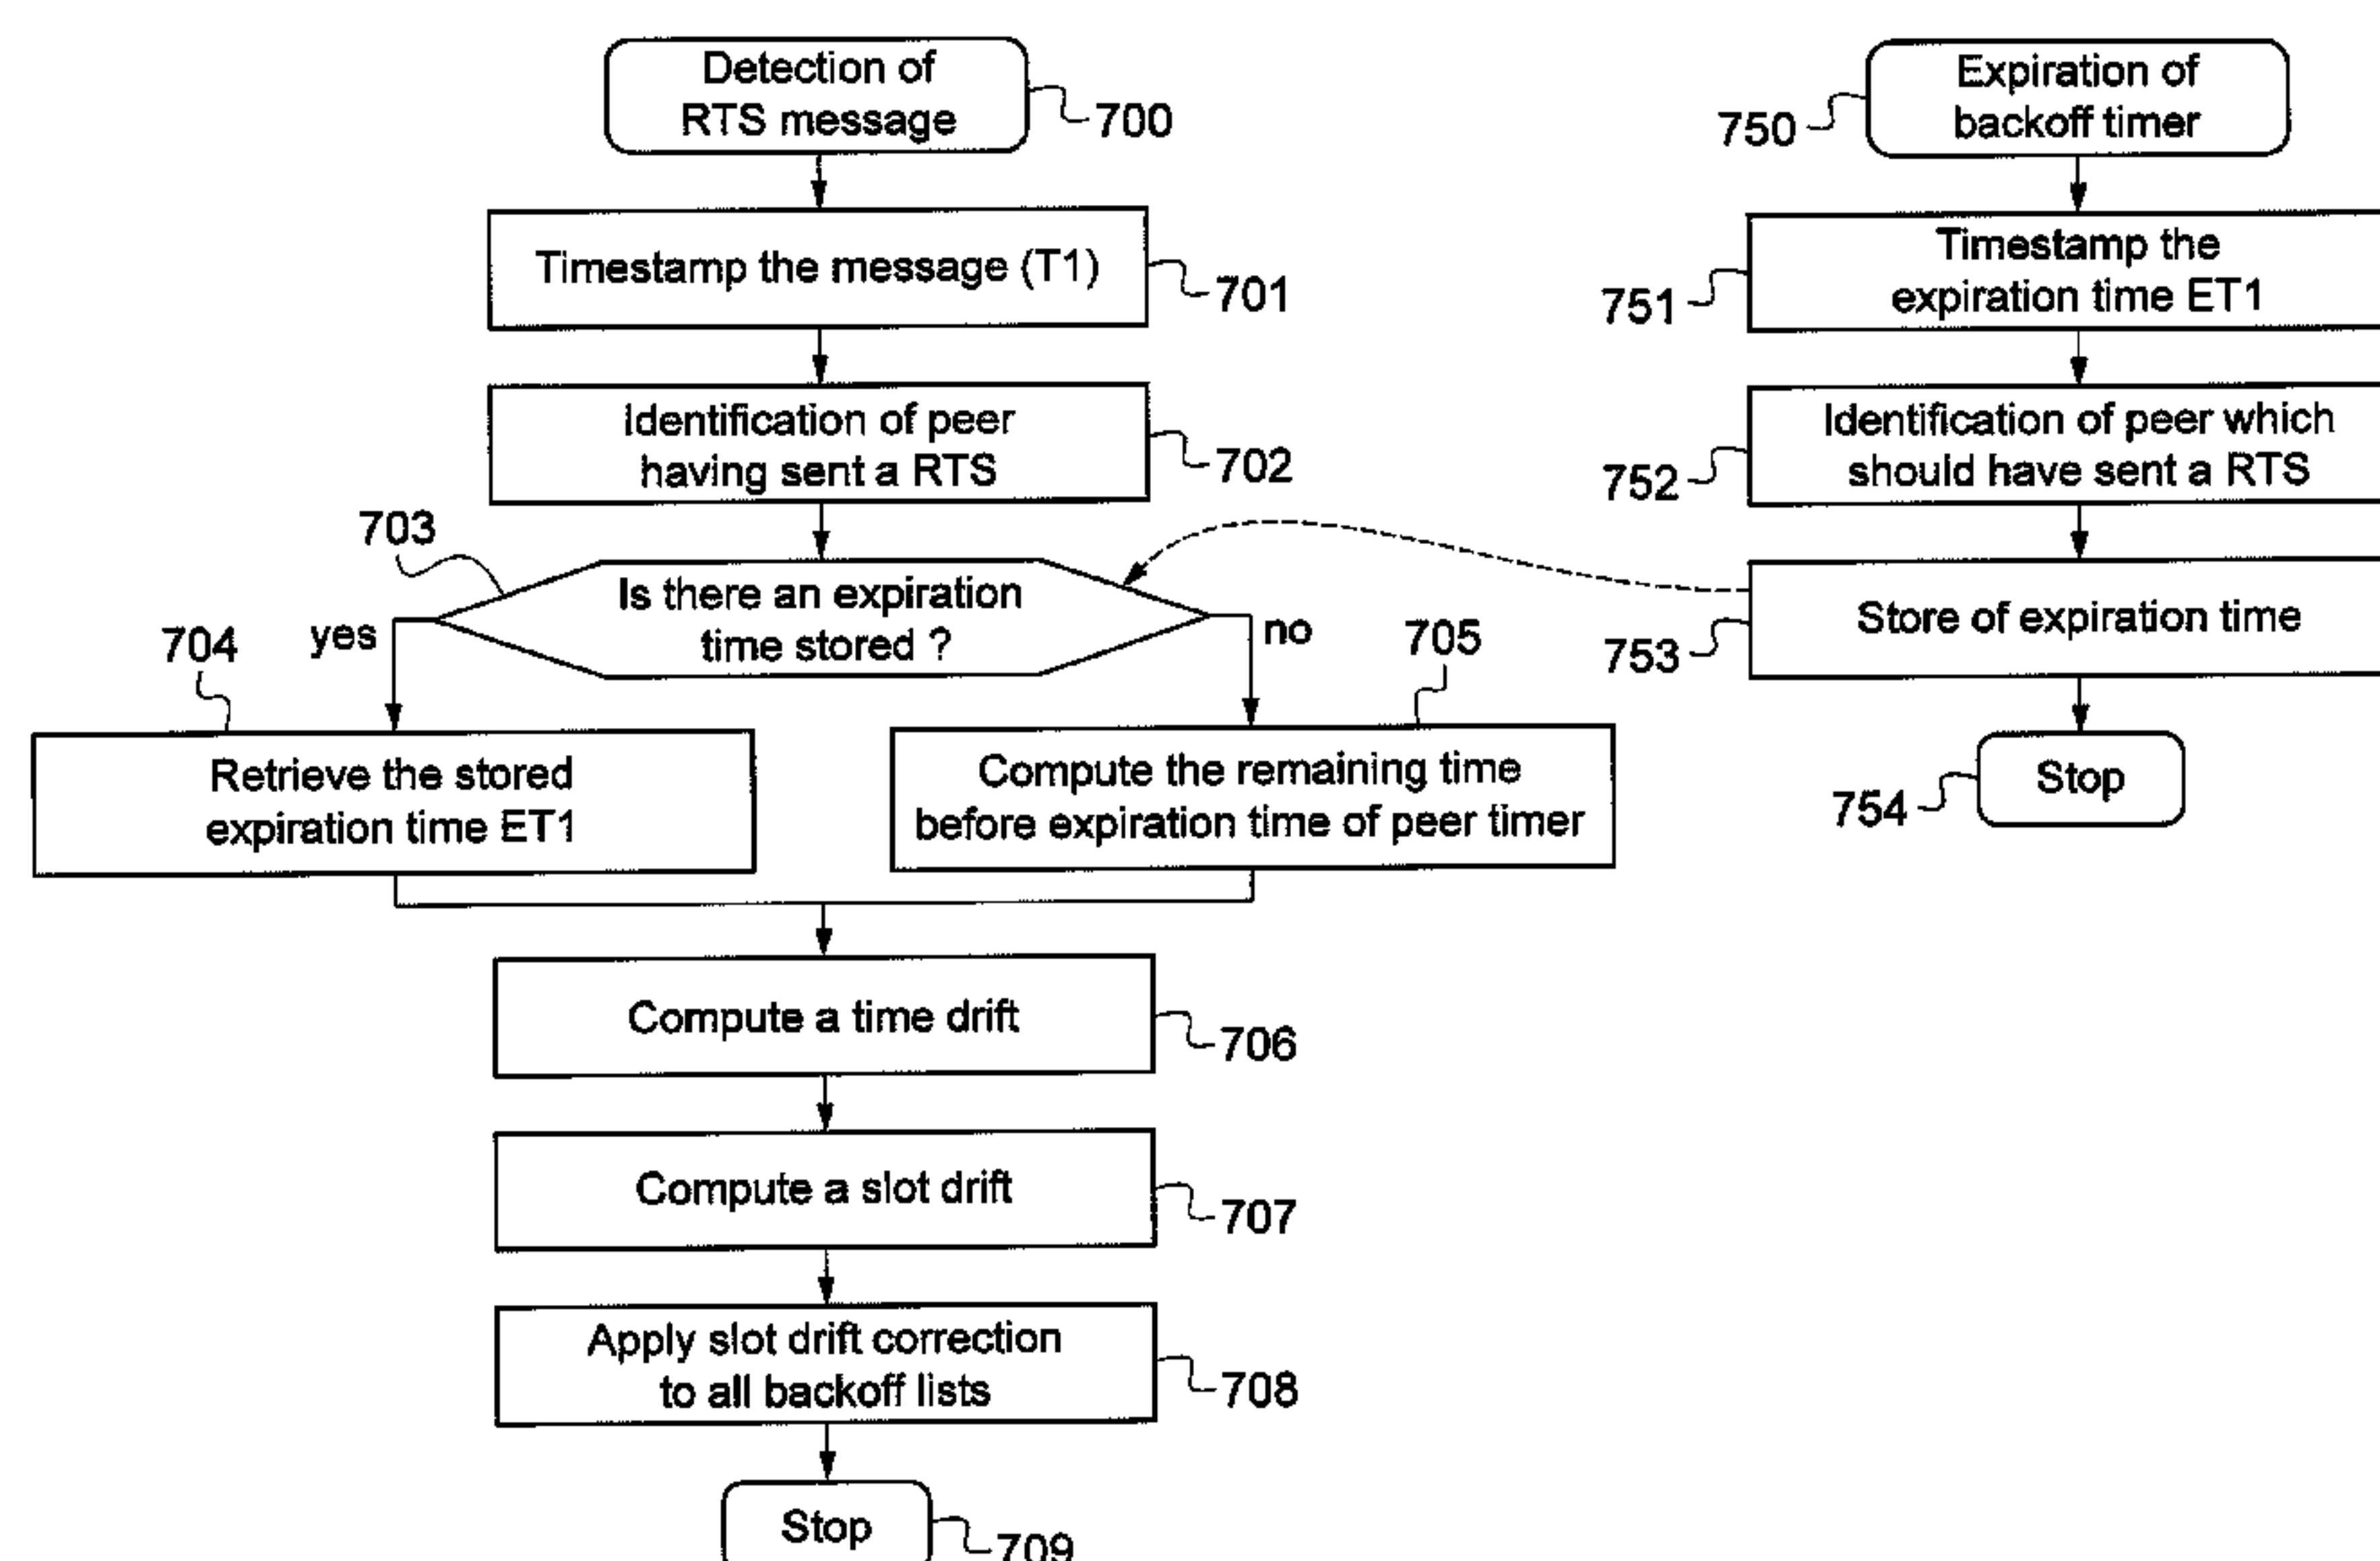 Detection of
RTS message
700
Timestamp the message (T1)
701
Identification of peer
having sent a RTS
702
703
Is there an expiration
time stored ?
yes
no
704
705
Retrieve the stored
expiration time ET1
Compute the remaining time
before expiration time of peer timer
Compute a time drift
706
Compute a slot drift
707
Apply slot drift correction
to all backoff lists
708
Stop
709
Expiration of
backoff timer
750
Timestamp the
expiration time ET1
751
Identification of peer which
should have sent a RTS
752
Store of expiration time
753
Stop
754